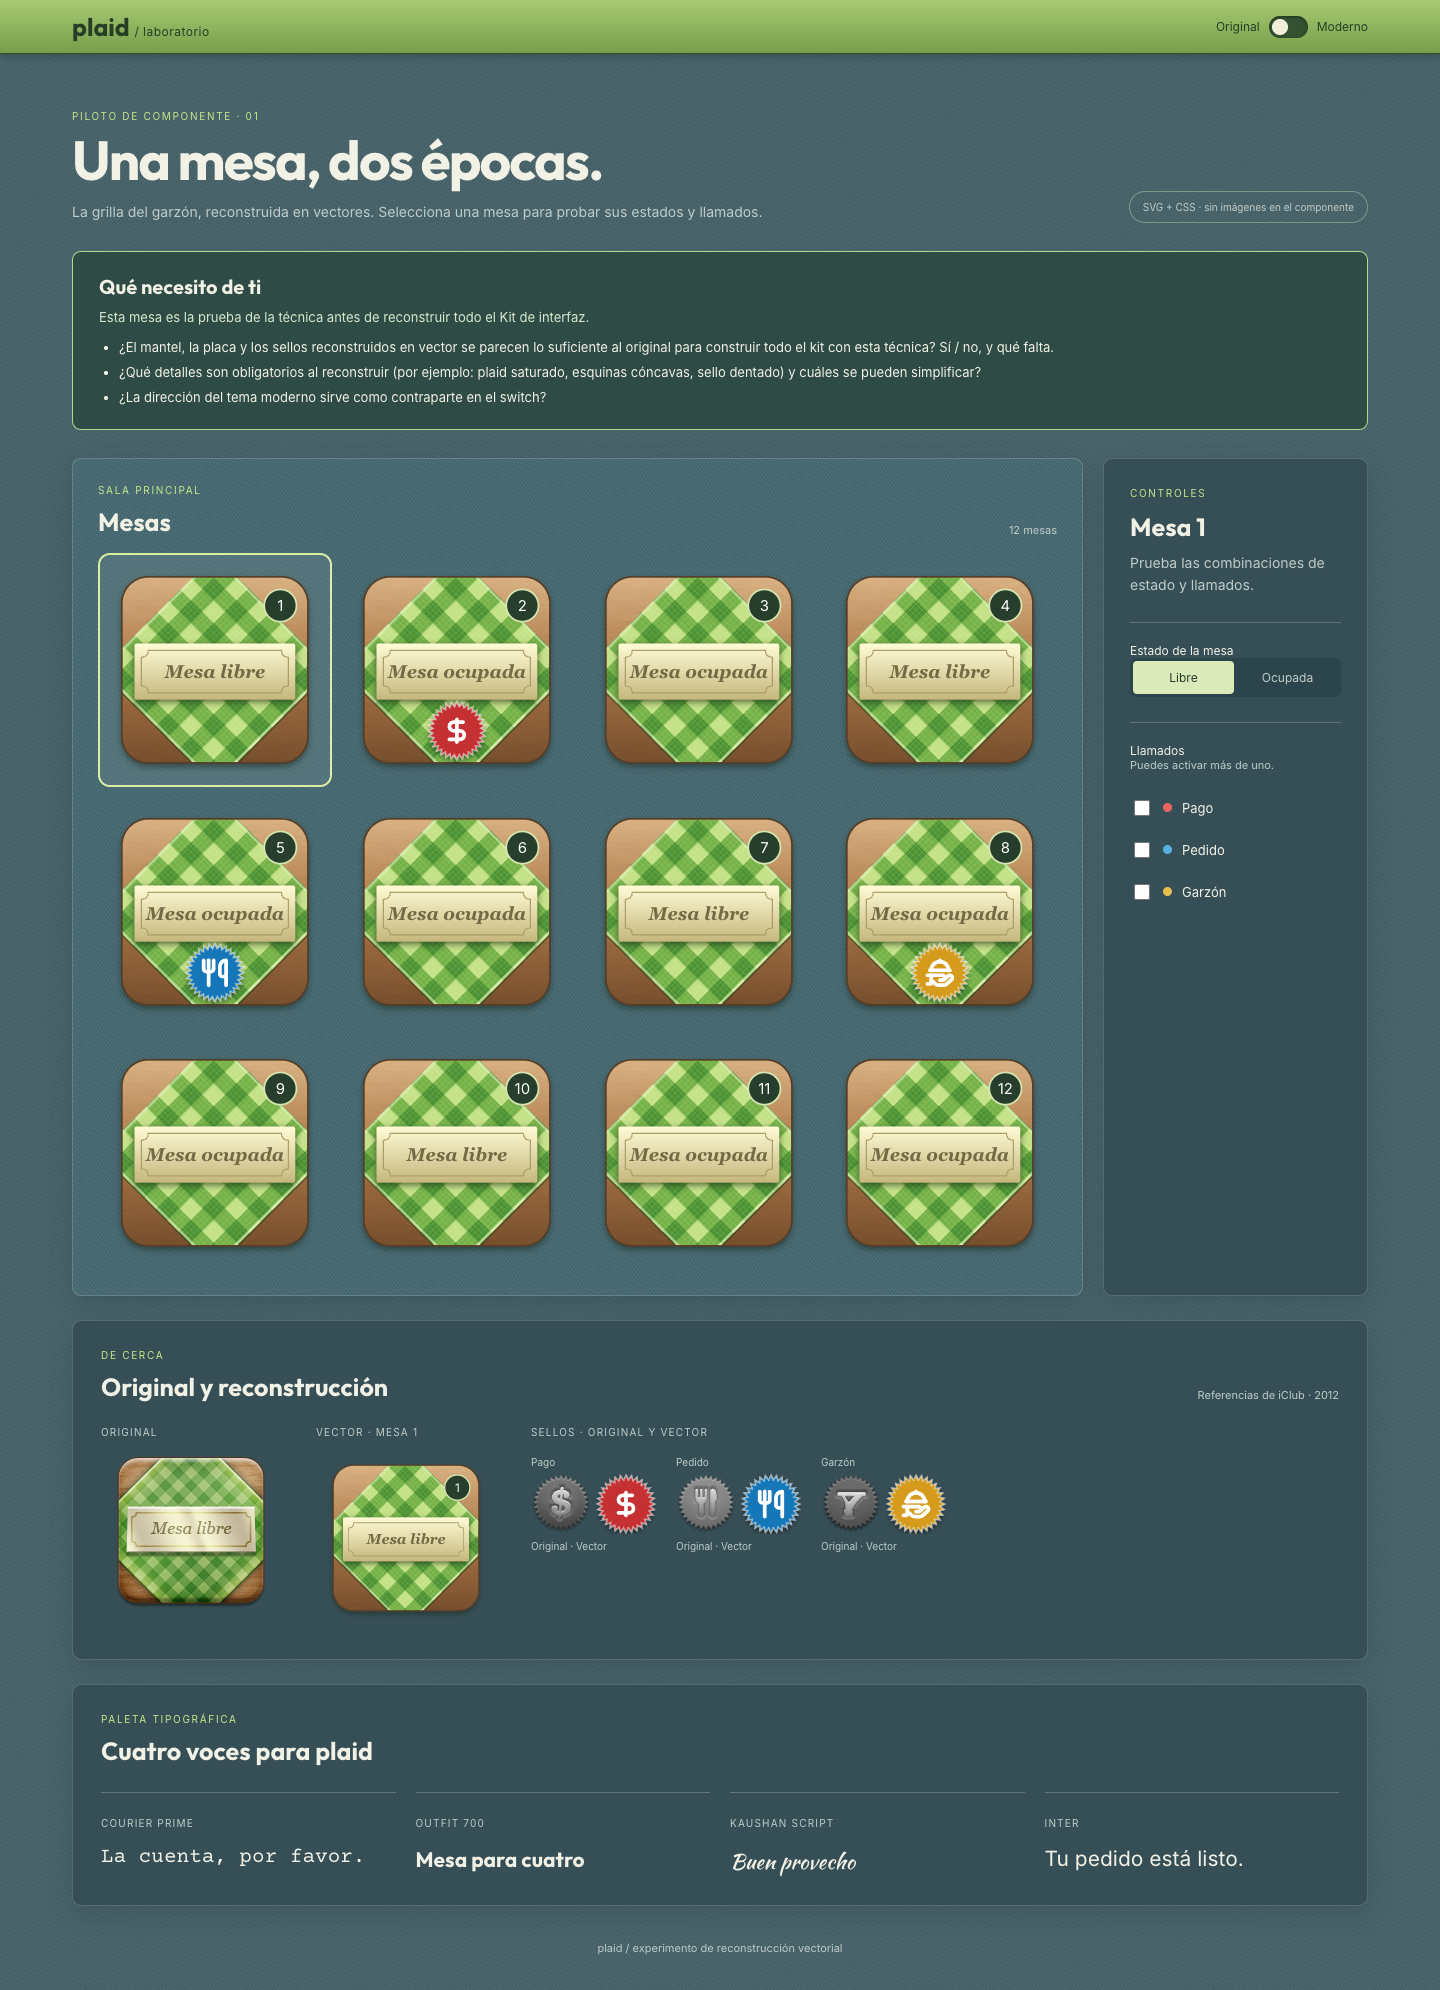 plaid / laboratorio
Original Moderno
PILOTO DE COMPONENTE · 01
Una mesa, dos épocas.
La grilla del garzón, reconstruida en vectores. Selecciona una mesa para probar sus estados y llamados.
SVG + CSS · sin imágenes en el componente
Qué necesito de ti
Esta mesa es la prueba de la técnica antes de reconstruir todo el Kit de interfaz.
• ¿El mantel, la placa y los sellos reconstruidos en vector se parecen lo suficiente al original para construir todo el kit con esta técnica? Sí / no, y qué falta.
• ¿Qué detalles son obligatorios al reconstruir (por ejemplo: plaid saturado, esquinas cóncavas, sello dentado) y cuáles se pueden simplificar?
• ¿La dirección del tema moderno sirve como contraparte en el switch?
SALA PRINCIPAL
Mesas
12 mesas
1
Mesa libre
2
Mesa ocupada
$
3
Mesa ocupada
4
Mesa libre
5
Mesa ocupada
6
Mesa ocupada
7
Mesa libre
8
Mesa ocupada
9
Mesa ocupada
10
Mesa libre
11
Mesa ocupada
12
Mesa ocupada
CONTROLES
Mesa 1
Prueba las combinaciones de
estado y llamados.
Estado de la mesa
Libre Ocupada
Llamados
Puedes activar más de uno.
Pago
Pedido
Garzón
DE CERCA
Original y reconstrucción
Referencias de iClub · 2012
ORIGINAL
Mesa libre
VECTOR · MESA 1
1
Mesa libre
SELLOS · ORIGINAL Y VECTOR
Pago
$ $
Original · Vector
Pedido
Original · Vector
Garzón
Original · Vector
PALETA TIPOGRÁFICA
Cuatro voces para plaid
COURIER PRIME
La cuenta, por favor.
OUTFIT 700
Mesa para cuatro
KAUSHAN SCRIPT
Buen provecho
INTER
Tu pedido está listo.
plaid / experimento de reconstrucción vectorial